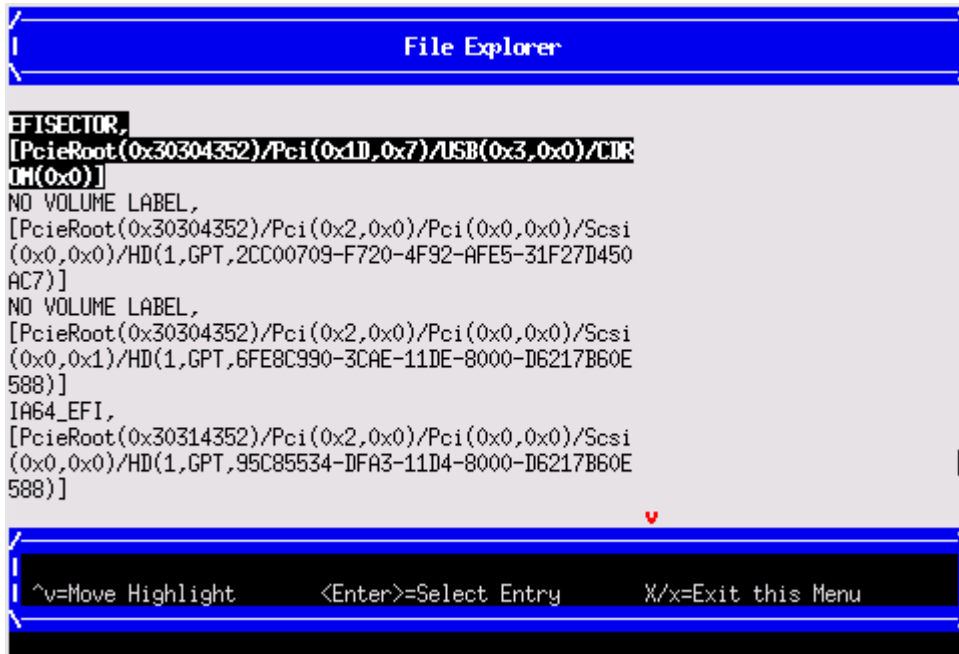 File Explorer
EFISECTOR,
[PcieRoot(0x30304352)/Pci(0x1D,0x7)/USB(0x3,0x0)/CDR
OM(0x0)]
NO VOLUME LABEL,
[PcieRoot(0x30304352)/Pci(0x2,0x0)/Pci(0x0,0x0)/Scsi
(0x0,0x0)/HD(1,GPT,2CC00709-F720-4F92-AFE5-31F27D450
AC7)]
NO VOLUME LABEL,
[PcieRoot(0x30304352)/Pci(0x2,0x0)/Pci(0x0,0x0)/Scsi
(0x0,0x1)/HD(1,GPT,6FE8C990-3CAE-11DE-8000-D6217B60E
588)]
IA64_EFI,
[PcieRoot(0x30314352)/Pci(0x2,0x0)/Pci(0x0,0x0)/Scsi
(0x0,0x0)/HD(1,GPT,95C85534-DFA3-11D4-8000-D6217B60E
588)]
v
^v=Move Highlight <Enter>=Select Entry X/x=Exit this Menu